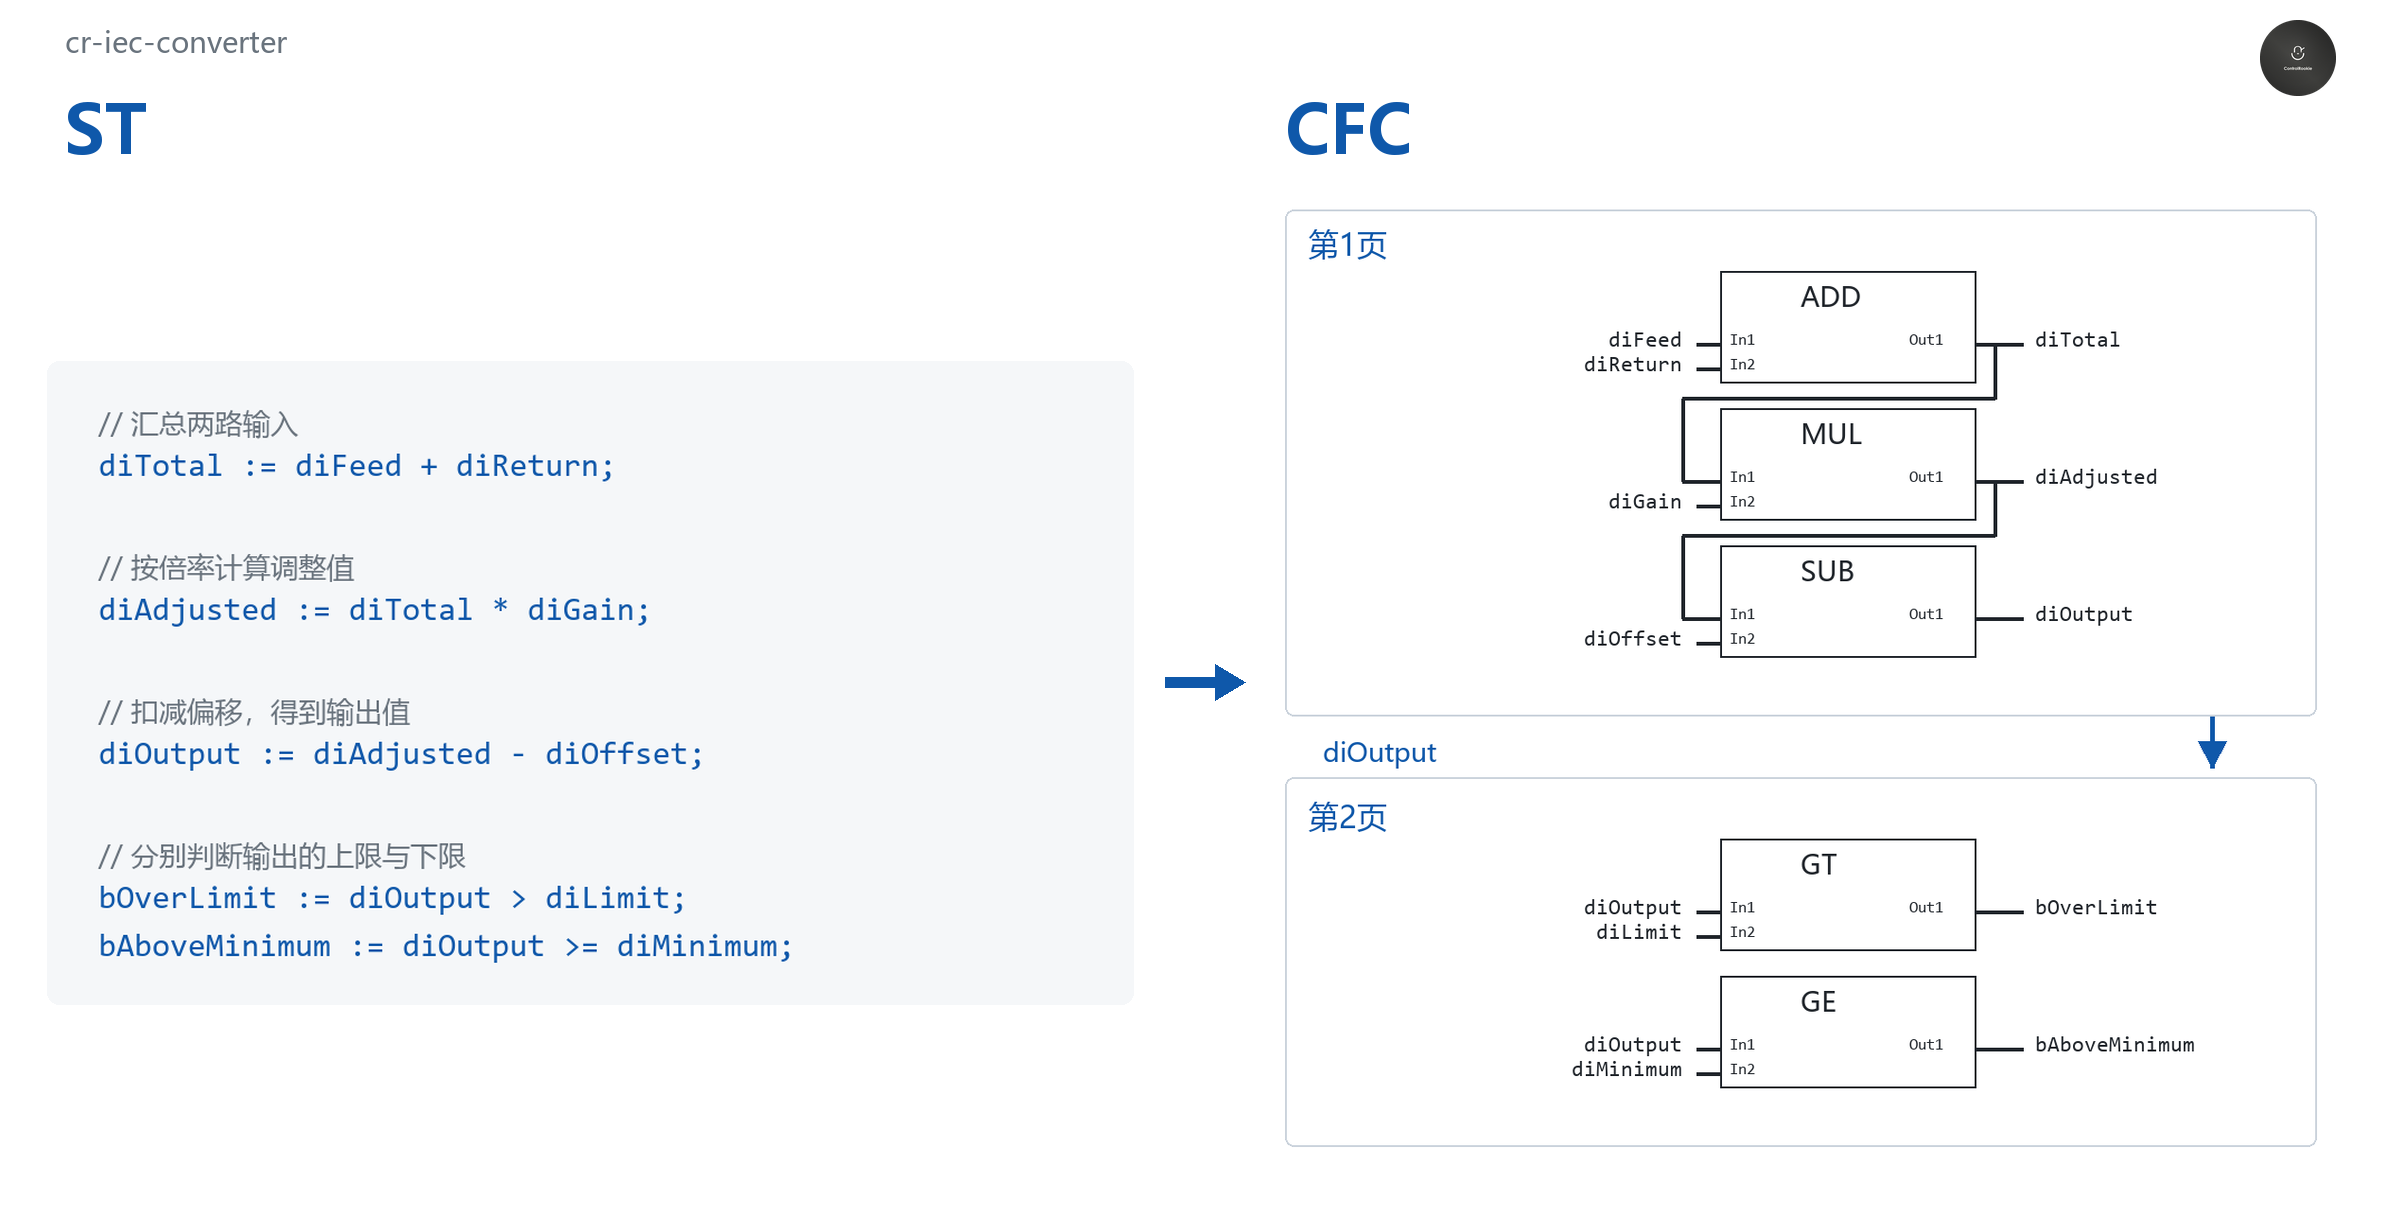 cr-iec-converter
ControlRookie
ST
// 汇总两路输入
diTotal := diFeed + diReturn;
// 按倍率计算调整值
diAdjusted := diTotal * diGain;
// 扣减偏移，得到输出值
diOutput := diAdjusted - diOffset;
// 分别判断输出的上限与下限
bOverLimit := diOutput > diLimit;
bAboveMinimum := diOutput >= diMinimum;
CFC
第1页
ADD
diFeed In1 Out1 diTotal
diReturn In2
MUL
In1 Out1 diAdjusted
diGain In2
SUB
In1 Out1 diOutput
diOffset In2
diOutput
第2页
GT
diOutput In1 Out1 bOverLimit
diLimit In2
GE
diOutput In1 Out1 bAboveMinimum
diMinimum In2